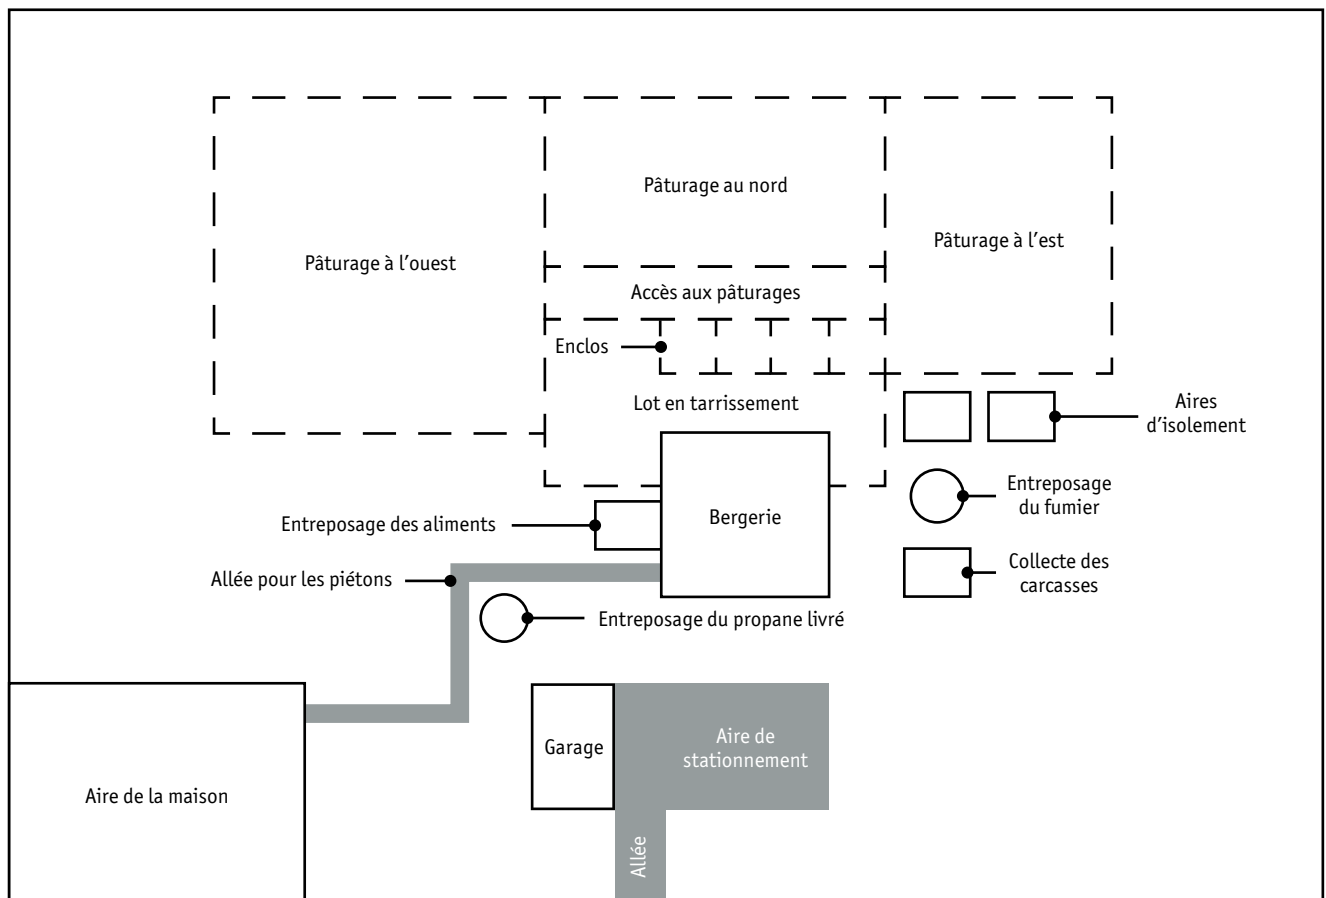 Pâturage au nord
Pâturage à l'est
Pâturage à l'ouest
Accès aux pâturages
Enclos
Lot en tarrissement
Aires
d'isolement
Entreposage
du fumier
Bergerie
Entreposage des aliments
Collecte des
carcasses
Allée pour les piétons
Entreposage du propane livré
Aire de
stationnement
Garage
Aire de la maison
Allée